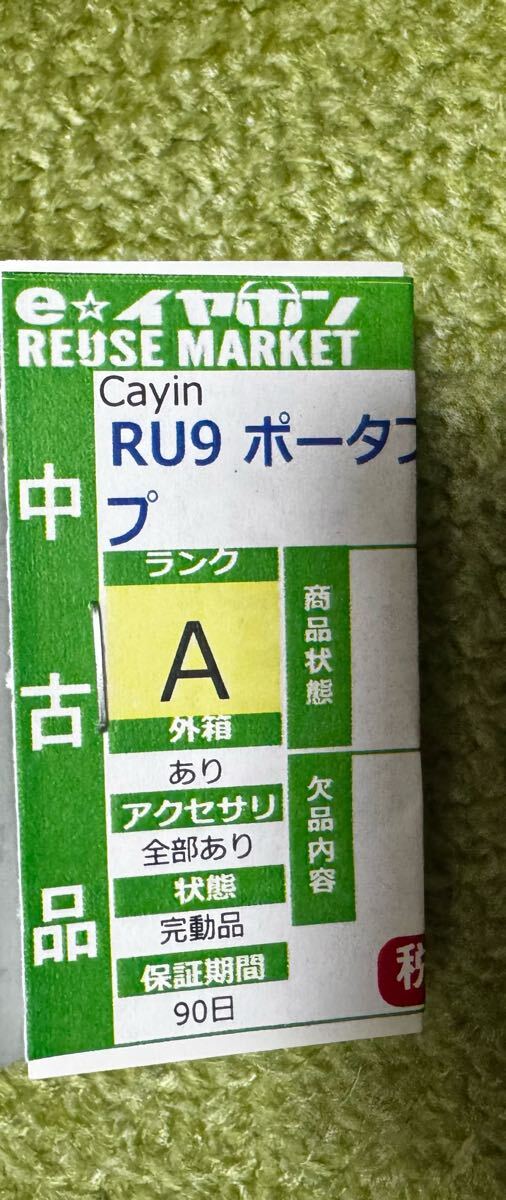 e☆イヤホン
REUSE MARKET
中古品
Cayin
RU9 ポータブ
プ
ランク
A
外箱
あり
アクセサリ
全部あり
状態
完動品
保証期間
90日
商品状態
欠品内容
税